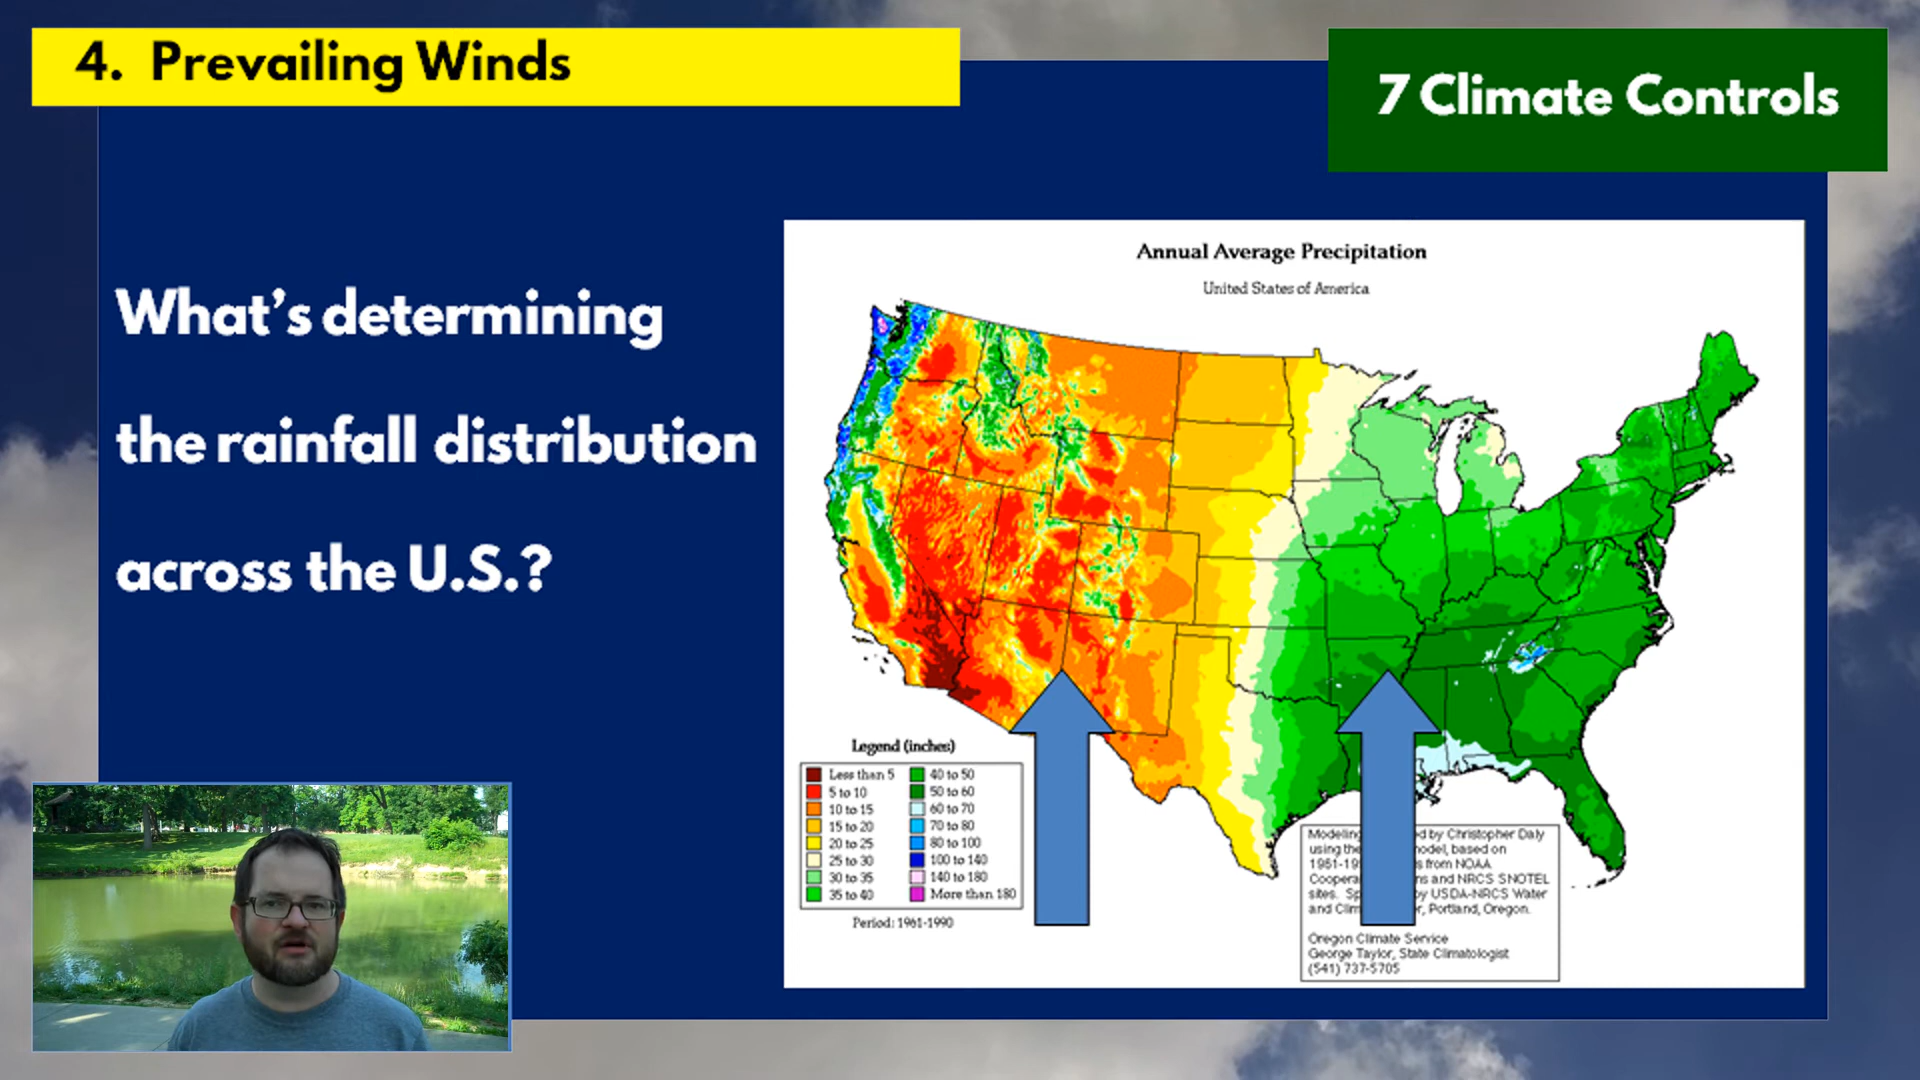 4. Prevailing Winds
7 Climate Controls
What's determining
the rainfall distribution
across the U.S.?
Annual Average Precipitation
United States of America
Legend (inches)
Less than 5
5 to 10
10 to 15
15 to 20
20 to 25
25 to 30
30 to 35
35 to 40
40 to 50
50 to 60
60 to 70
70 to 80
80 to 100
100 to 140
140 to 180
More than 180
Period: 1961-1990
Modeling by Christopher Daly
using the model, based on
from NOAA
and NRCS SNOTEL
sites. by USDA-NRCS Water
and Portland, Oregon.
Oregon Climate Service
George Taylor, State Climatologist
(541) 737-5705